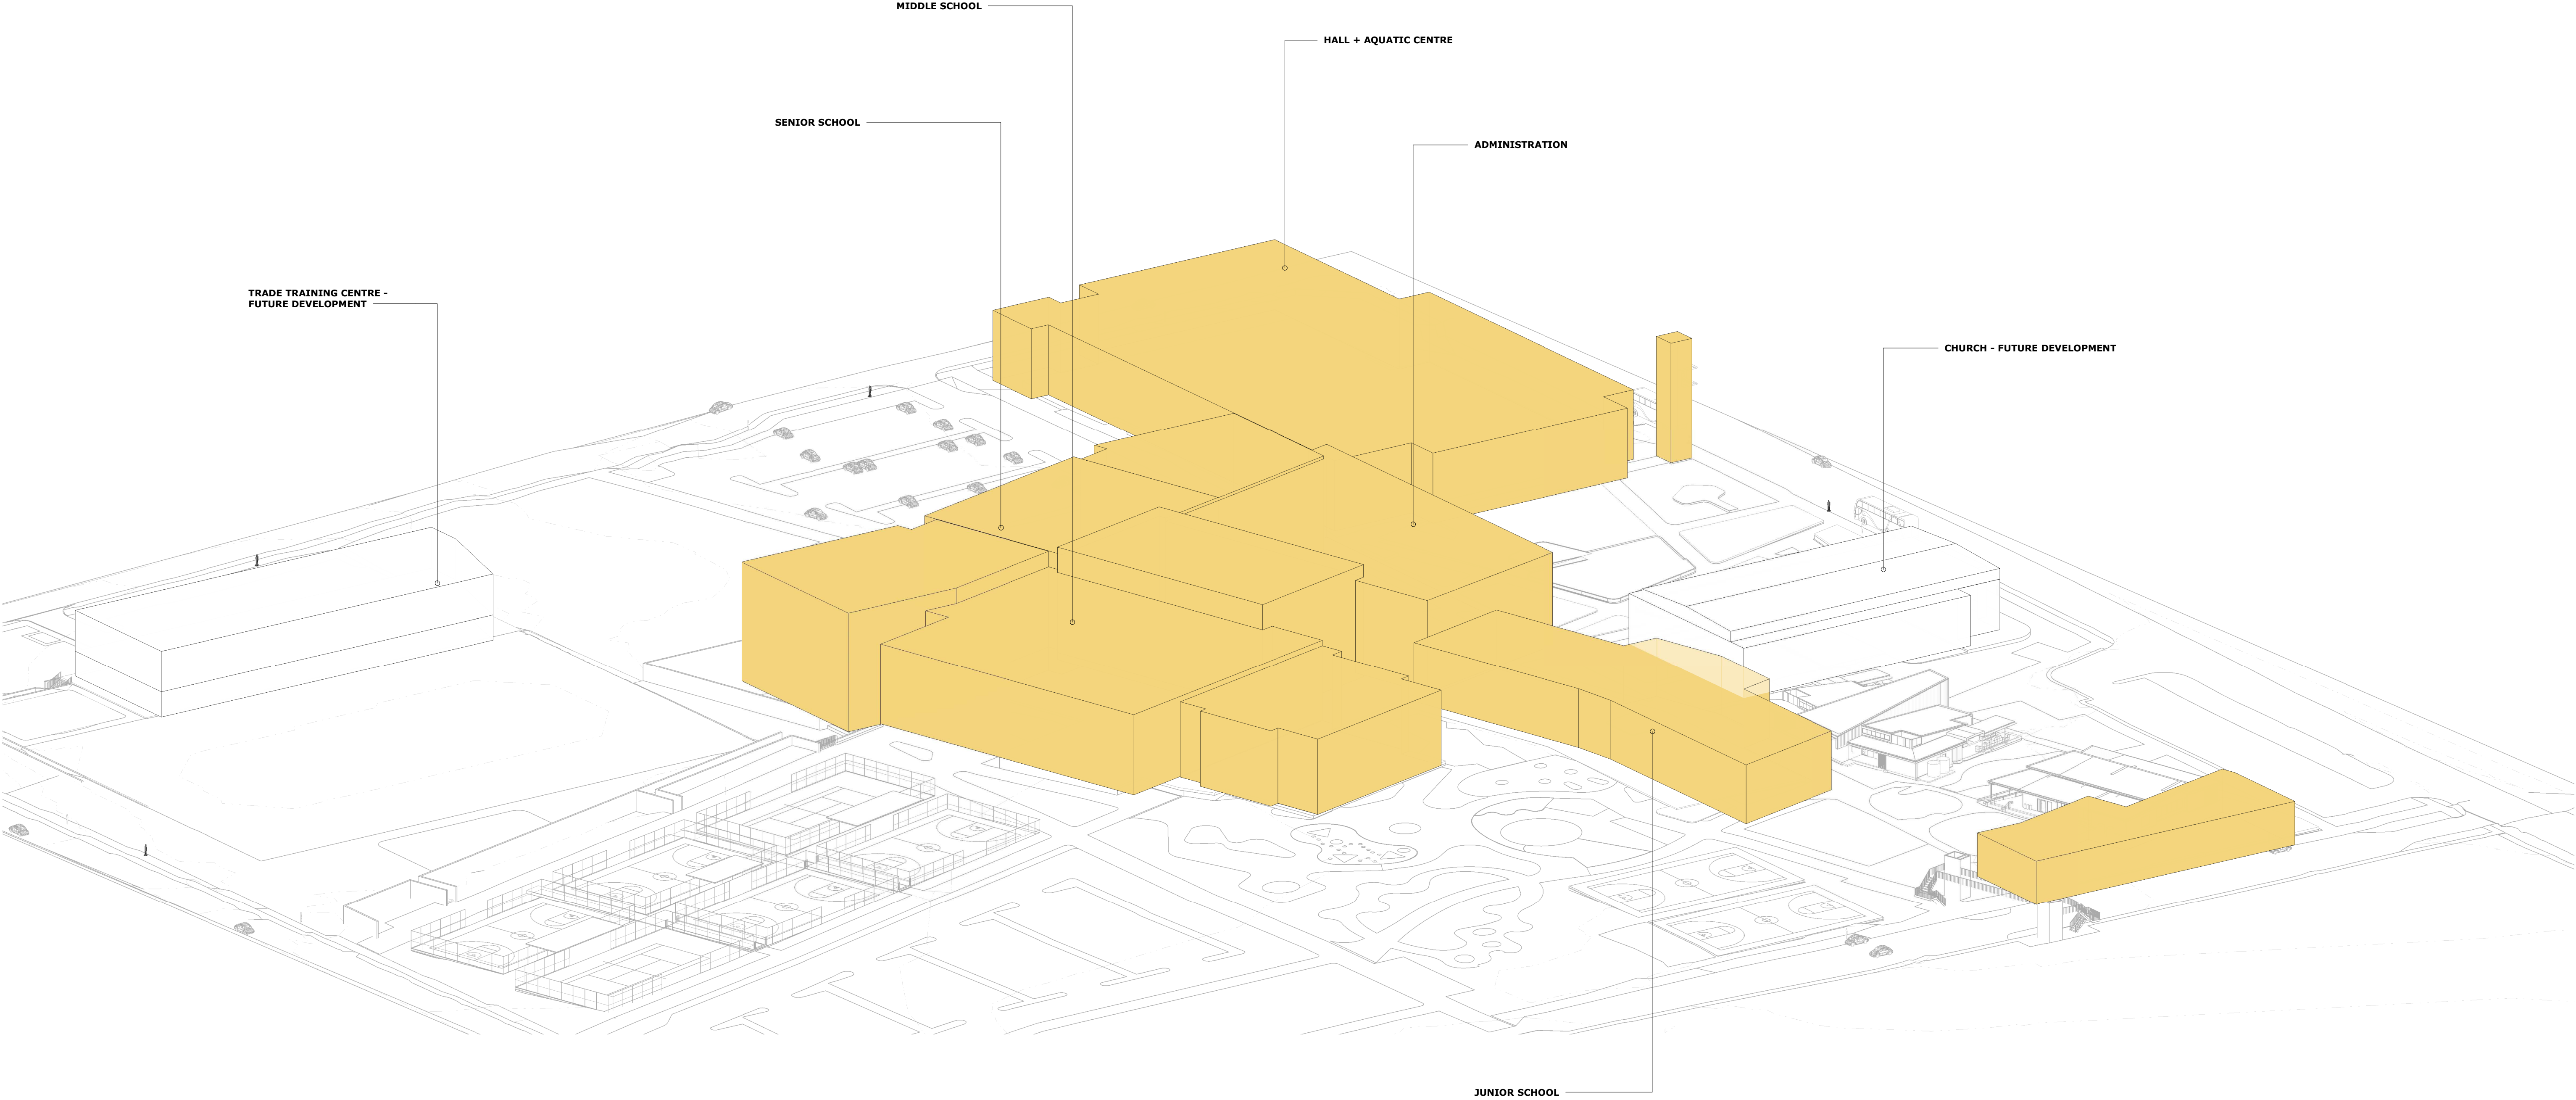 MIDDLE SCHOOL
HALL + AQUATIC CENTRE
SENIOR SCHOOL
ADMINISTRATION
TRADE TRAINING CENTRE -
FUTURE DEVELOPMENT
CHURCH - FUTURE DEVELOPMENT
JUNIOR SCHOOL